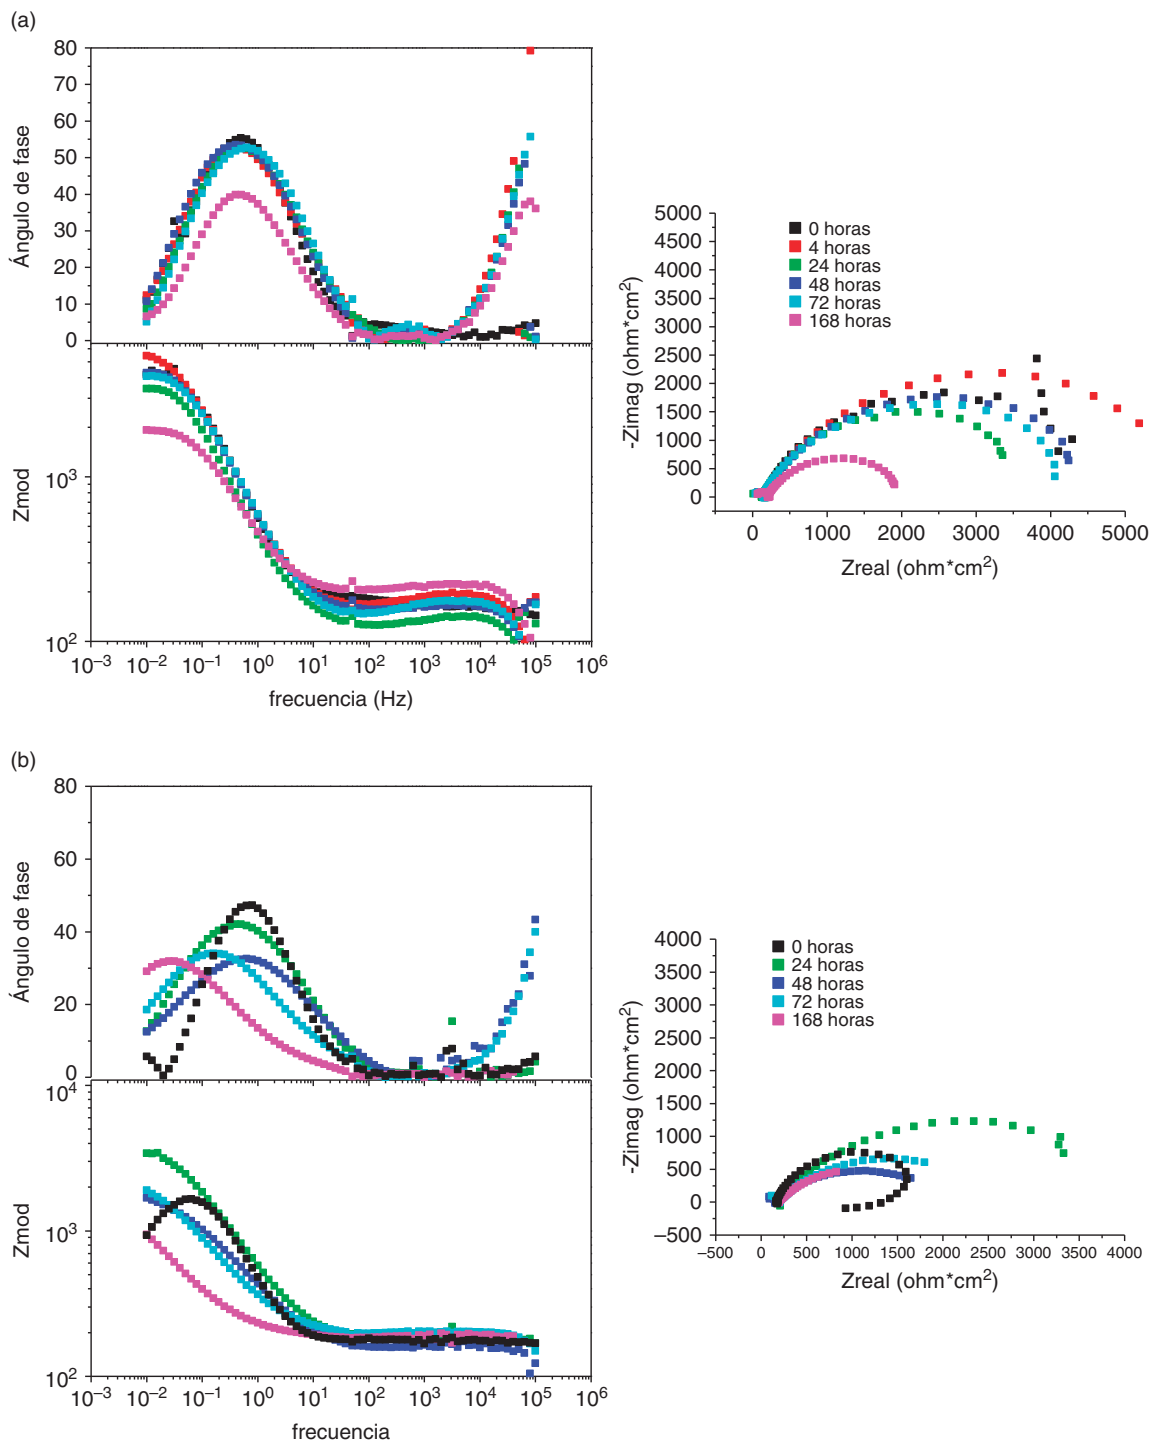 (a)
80
70
60
50
40
30
20
10
0
Ángulo de fase
10³
10²
Zmod
10⁻³ 10⁻² 10⁻¹ 10⁰ 10¹ 10² 10³ 10⁴ 10⁵ 10⁶
frecuencia (Hz)
5000
4500
4000
3500
3000
2500
2000
1500
1000
500
0
-Zimag (ohm*cm²)
0 horas
4 horas
24 horas
48 horas
72 horas
168 horas
0 1000 2000 3000 4000 5000
Zreal (ohm*cm²)
(b)
80
60
40
20
0
Ángulo de fase
10⁴
10³
10²
Zmod
10⁻³ 10⁻² 10⁻¹ 10⁰ 10¹ 10² 10³ 10⁴ 10⁵ 10⁶
frecuencia
4000
3500
3000
2500
2000
1500
1000
500
0
−500
-Zimag (ohm*cm²)
0 horas
24 horas
48 horas
72 horas
168 horas
−500 0 500 1000 1500 2000 2500 3000 3500 4000
Zreal (ohm*cm²)